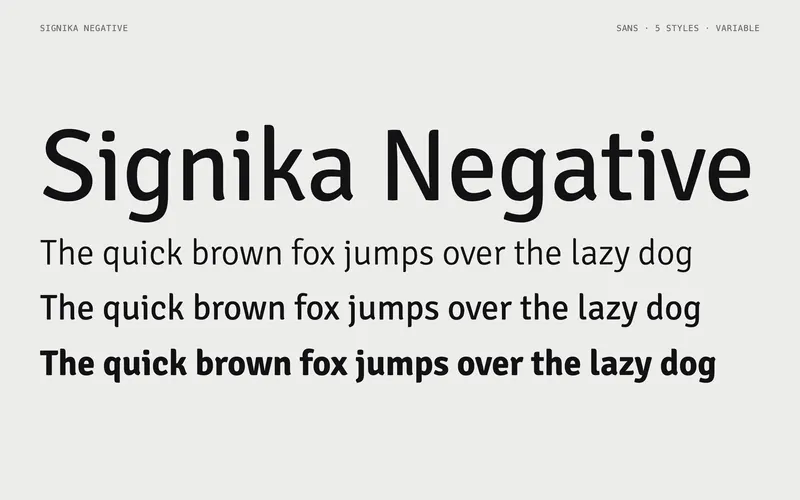 SIGNIKA NEGATIVE
SANS · 5 STYLES · VARIABLE
Signika Negative
The quick brown fox jumps over the lazy dog
The quick brown fox jumps over the lazy dog
The quick brown fox jumps over the lazy dog